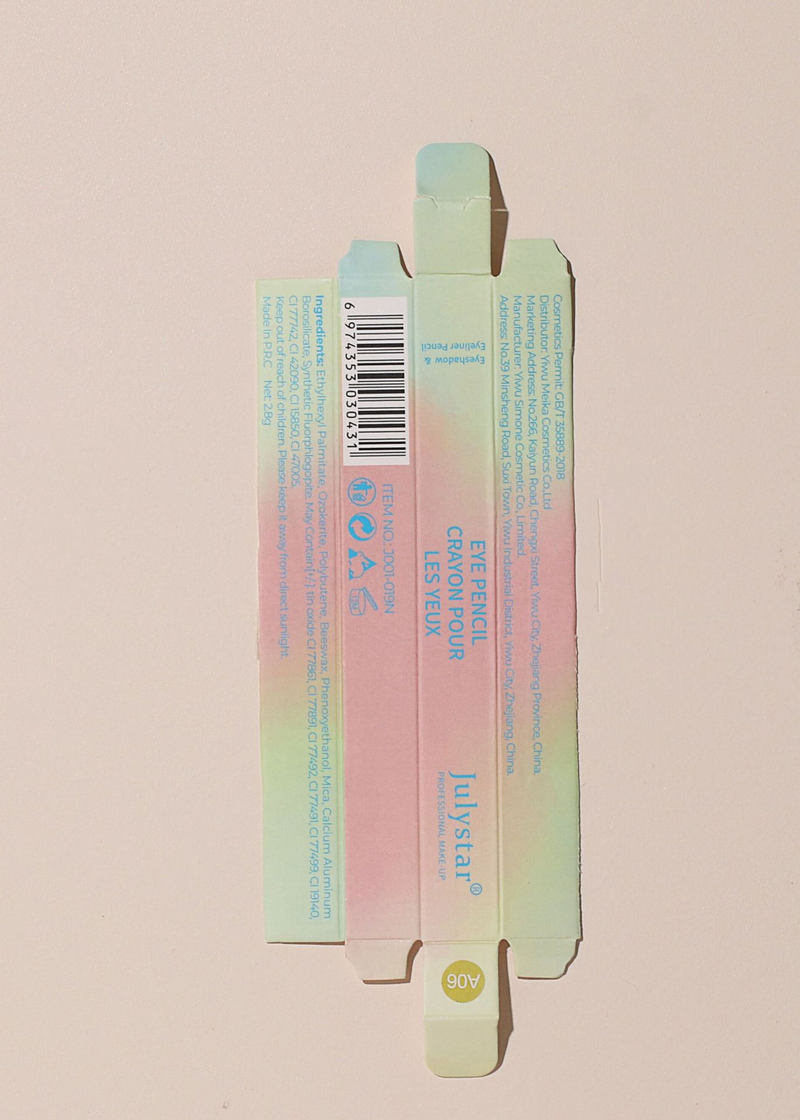 Cosmetics Permit: GB/T 35889-2018
Distributor: Yiwu Meika Cosmetics Co.,Ltd
Marketing Address: No.266, Kaiyun Road, Chengxi Street, Yiwu City, Zhejiang Province, China.
Manufacturer: Yiwu Simone Cosmetic Co., Limited.
Address: No.39 Minsheng Road, Suxi Town, Yiwu Industrial District, Yiwu City, Zhejiang, China.
Eyeshadow &
Eyeliner Pencil
EYE PENCIL
CRAYON POUR
LES YEUX
Julystar®
PROFESSIONAL MAKE-UP
A06
6 974353 030431
ITEM NO.: J001-019N
Ingredients: Ethylhexyl Palmitate, Ozokerite, Polybutene, Beeswax, Phenoxyethanol, Mica, Calcium Aluminum
Borosilicate, Synthetic Fluorphlogopite. May Contain[+/-]: tin oxide CI 77861, CI 77891, CI 77492, CI 77491, CI 77499, CI 19140,
CI 77742, CI 42090, CI 15850, CI 47005.
Keep out of reach of children. Please keep it away from direct sunlight.
Made In P.R.C Net: 2.8g